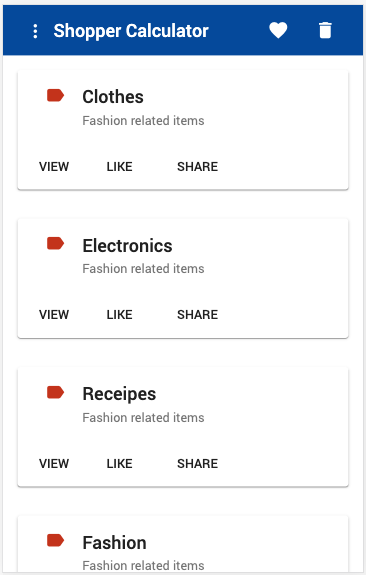 Shopper Calculator
Clothes
Fashion related items
VIEW LIKE SHARE
Electronics
Fashion related items
VIEW LIKE SHARE
Receipes
Fashion related items
VIEW LIKE SHARE
Fashion
Fashion related items